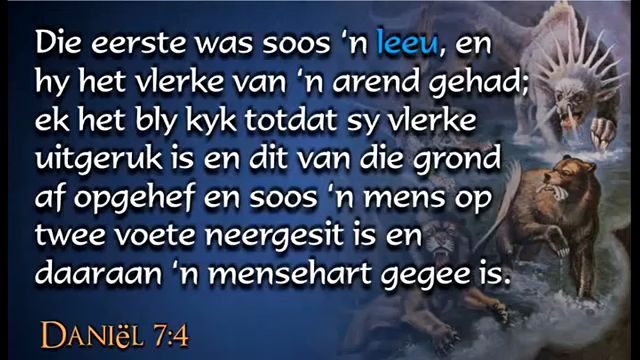 Die eerste was soos ‘n leeu, en
hy het vlerke van ‘n arend gehad;
ek het bly kyk totdat sy vlerke
uitgeruk is en dit van die grond
af opgehef en soos ‘n mens op
twee voete neergesit is en
daaraan ‘n mensehart gegee is.
Daniël 7:4